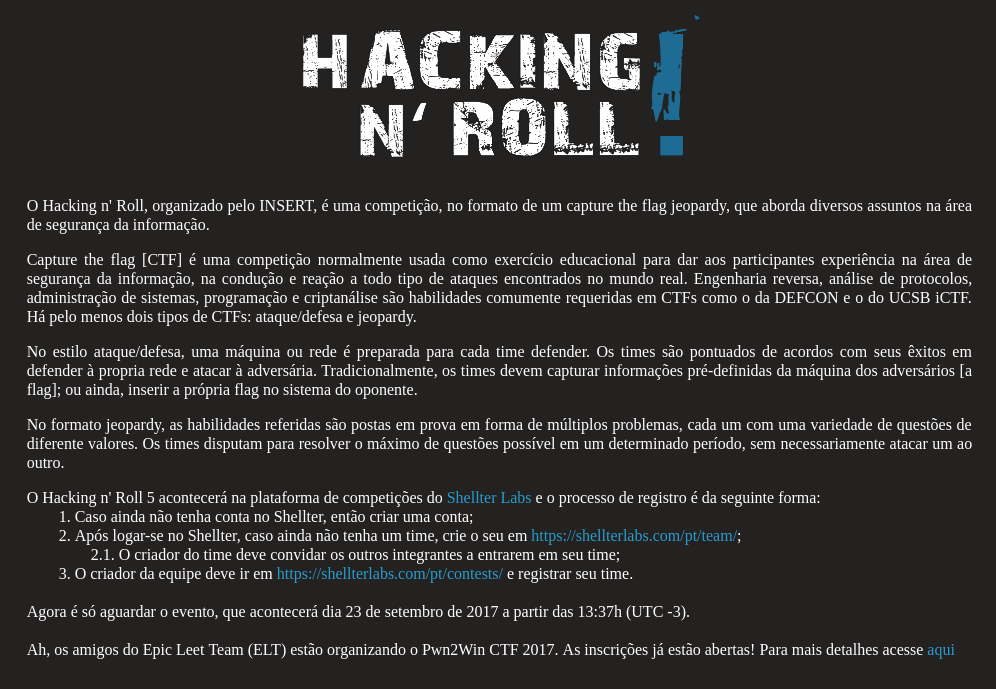 HACKING
N' ROLL!
O Hacking n' Roll, organizado pelo INSERT, é uma competição, no formato de um capture the flag jeopardy, que aborda diversos assuntos na área
de segurança da informação.
Capture the flag [CTF] é uma competição normalmente usada como exercício educacional para dar aos participantes experiência na área de
segurança da informação, na condução e reação a todo tipo de ataques encontrados no mundo real. Engenharia reversa, análise de protocolos,
administração de sistemas, programação e criptanálise são habilidades comumente requeridas em CTFs como o da DEFCON e o do UCSB iCTF.
Há pelo menos dois tipos de CTFs: ataque/defesa e jeopardy.
No estilo ataque/defesa, uma máquina ou rede é preparada para cada time defender. Os times são pontuados de acordos com seus êxitos em
defender à propria rede e atacar à adversária. Tradicionalmente, os times devem capturar informações pré-definidas da máquina dos adversários [a
flag]; ou ainda, inserir a própria flag no sistema do oponente.
No formato jeopardy, as habilidades referidas são postas em prova em forma de múltiplos problemas, cada um com uma variedade de questões de
diferente valores. Os times disputam para resolver o máximo de questões possível em um determinado período, sem necessariamente atacar um ao
outro.
O Hacking n' Roll 5 acontecerá na plataforma de competições do Shellter Labs e o processo de registro é da seguinte forma:
1. Caso ainda não tenha conta no Shellter, então criar uma conta;
2. Após logar-se no Shellter, caso ainda não tenha um time, crie o seu em https://shellterlabs.com/pt/team/;
2.1. O criador do time deve convidar os outros integrantes a entrarem em seu time;
3. O criador da equipe deve ir em https://shellterlabs.com/pt/contests/ e registrar seu time.
Agora é só aguardar o evento, que acontecerá dia 23 de setembro de 2017 a partir das 13:37h (UTC -3).
Ah, os amigos do Epic Leet Team (ELT) estão organizando o Pwn2Win CTF 2017. As inscrições já estão abertas! Para mais detalhes acesse aqui